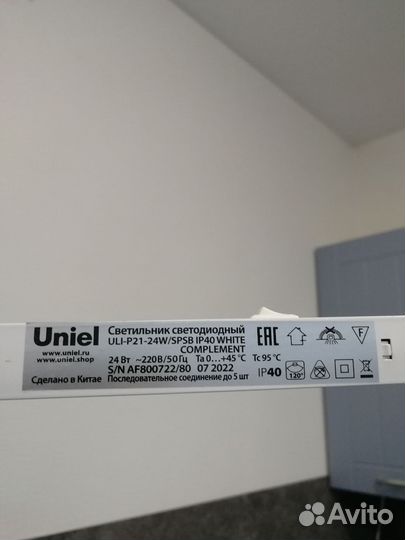 Uniel
www.uniel.ru
www.uniel.shop
Сделано в Китае
Светильник светодиодный
ULI-P21-24W/SPSB IP40 WHITE
COMPLEMENT
24 Вт ~220В/50Гц Ta 0...+45°C Tc 95°C
S/N AF800722/80 07 2022
Последовательное соединение до 5 шт
EAC
F
IP40
120°
Avito